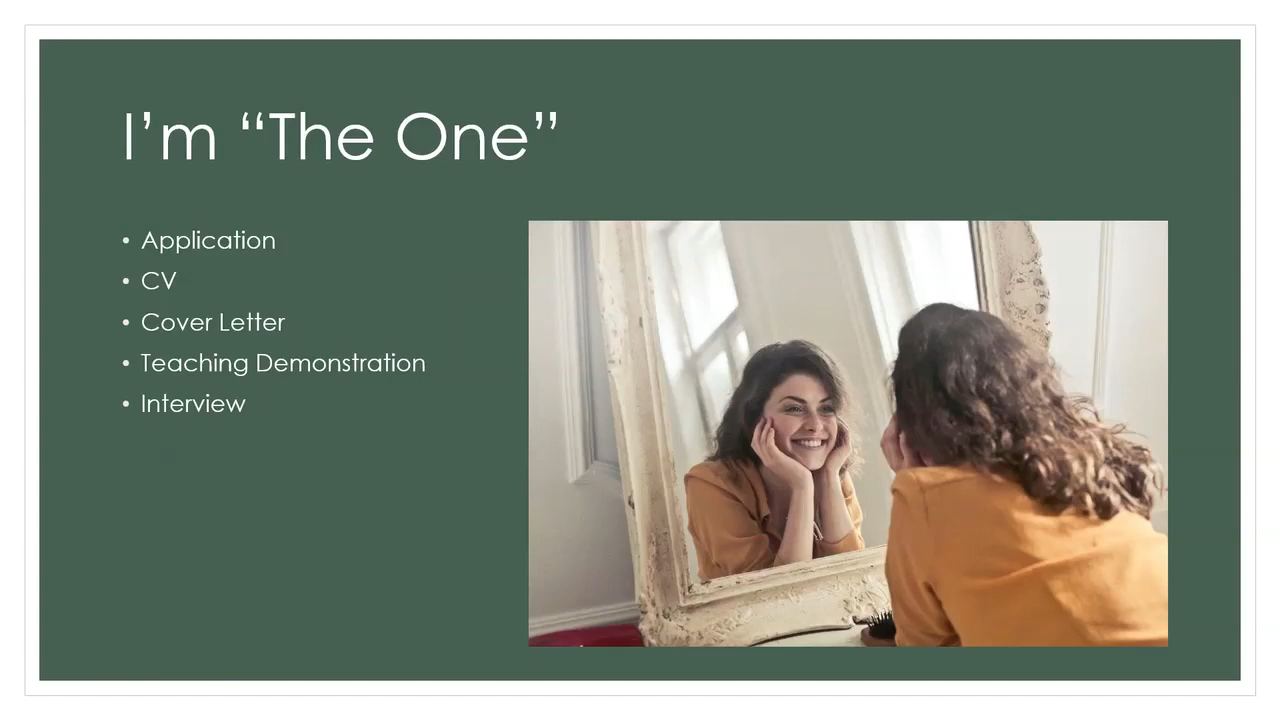 I’m “The One”
• Application
• CV
• Cover Letter
• Teaching Demonstration
• Interview